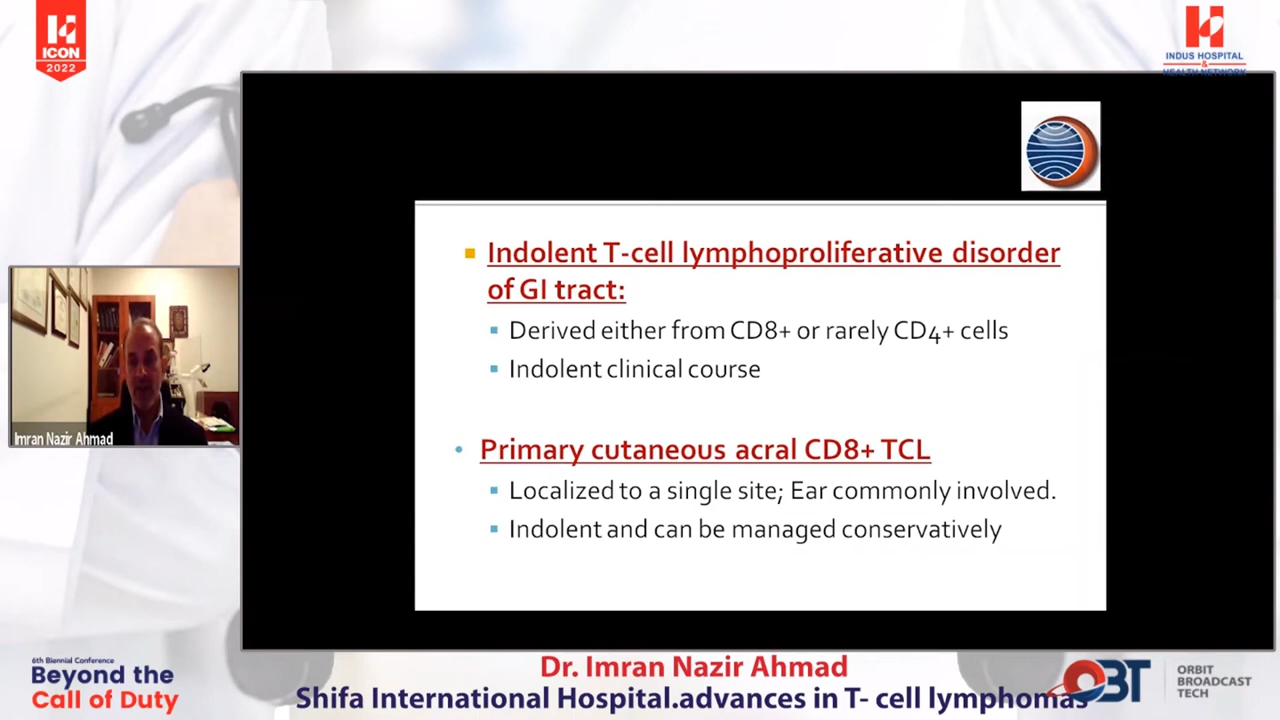 ICON
2022
INDUS HOSPITAL
&
HEALTH NETWORK
Indolent T-cell lymphoproliferative disorder
of GI tract:
Derived either from CD8+ or rarely CD4+ cells
Indolent clinical course
Primary cutaneous acral CD8+ TCL
Localized to a single site; Ear commonly involved.
Indolent and can be managed conservatively
Imran Nazir Ahmad
6th Biennial Conference
Beyond the
Call of Duty
Dr. Imran Nazir Ahmad
Shifa International Hospital.advances in T- cell lymphomas
OBT
ORBIT
BROADCAST
TECH